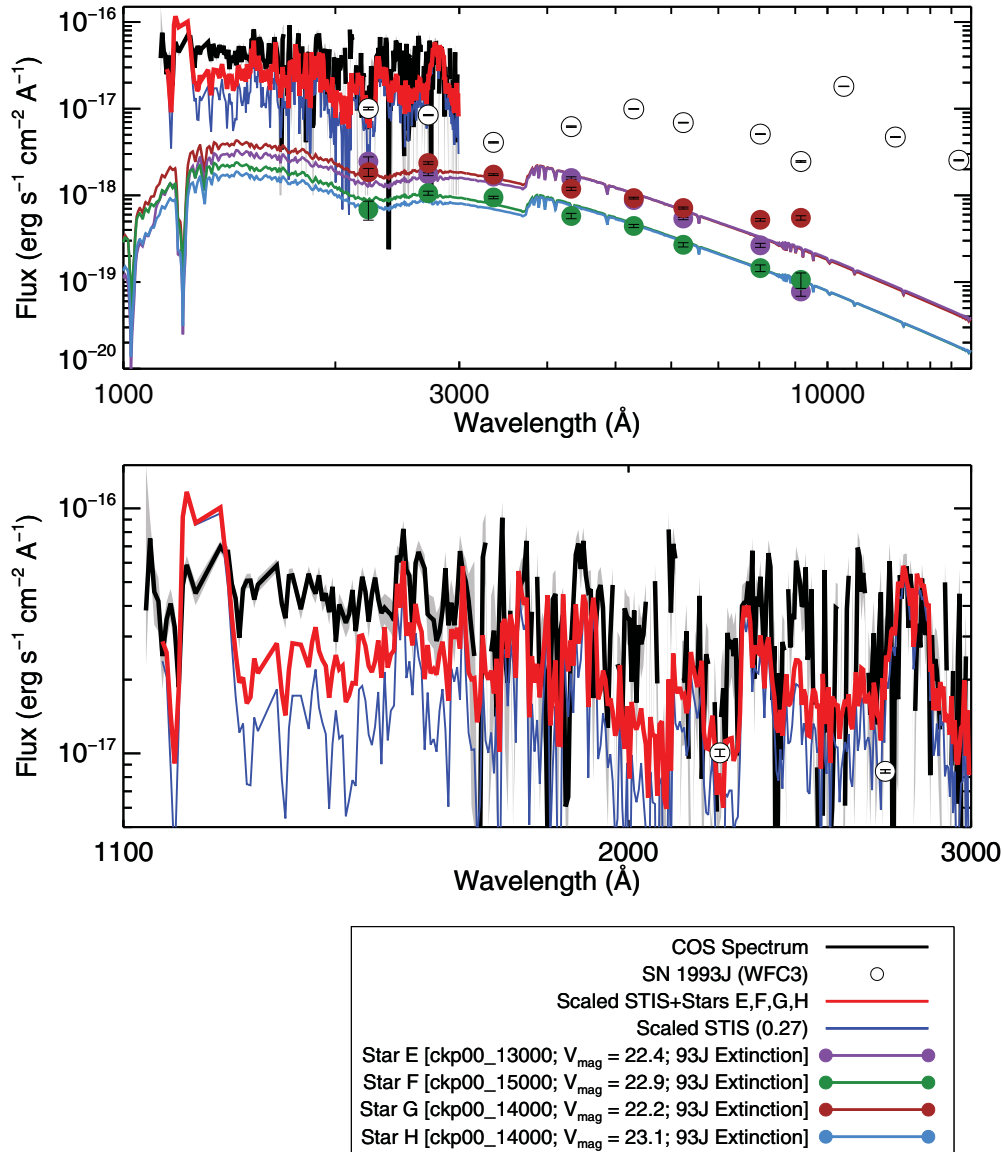 10⁻¹⁶
10⁻¹⁷
10⁻¹⁸
10⁻¹⁹
10⁻²⁰
Flux (erg s⁻¹ cm⁻² A⁻¹)
1000
3000
10000
Wavelength (Å)
10⁻¹⁶
10⁻¹⁷
Flux (erg s⁻¹ cm⁻² A⁻¹)
1100
2000
3000
Wavelength (Å)
COS Spectrum
SN 1993J (WFC3)
Scaled STIS+Stars E,F,G,H
Scaled STIS (0.27)
Star E [ckp00_13000; Vmag = 22.4; 93J Extinction]
Star F [ckp00_15000; Vmag = 22.9; 93J Extinction]
Star G [ckp00_14000; Vmag = 22.2; 93J Extinction]
Star H [ckp00_14000; Vmag = 23.1; 93J Extinction]